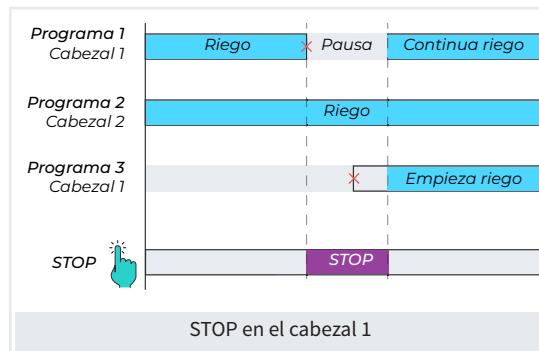 Programa 1
Cabezal 1
Riego
Pausa
Continua riego
Programa 2
Cabezal 2
Riego
Programa 3
Cabezal 1
Empieza riego
STOP
STOP
STOP en el cabezal 1